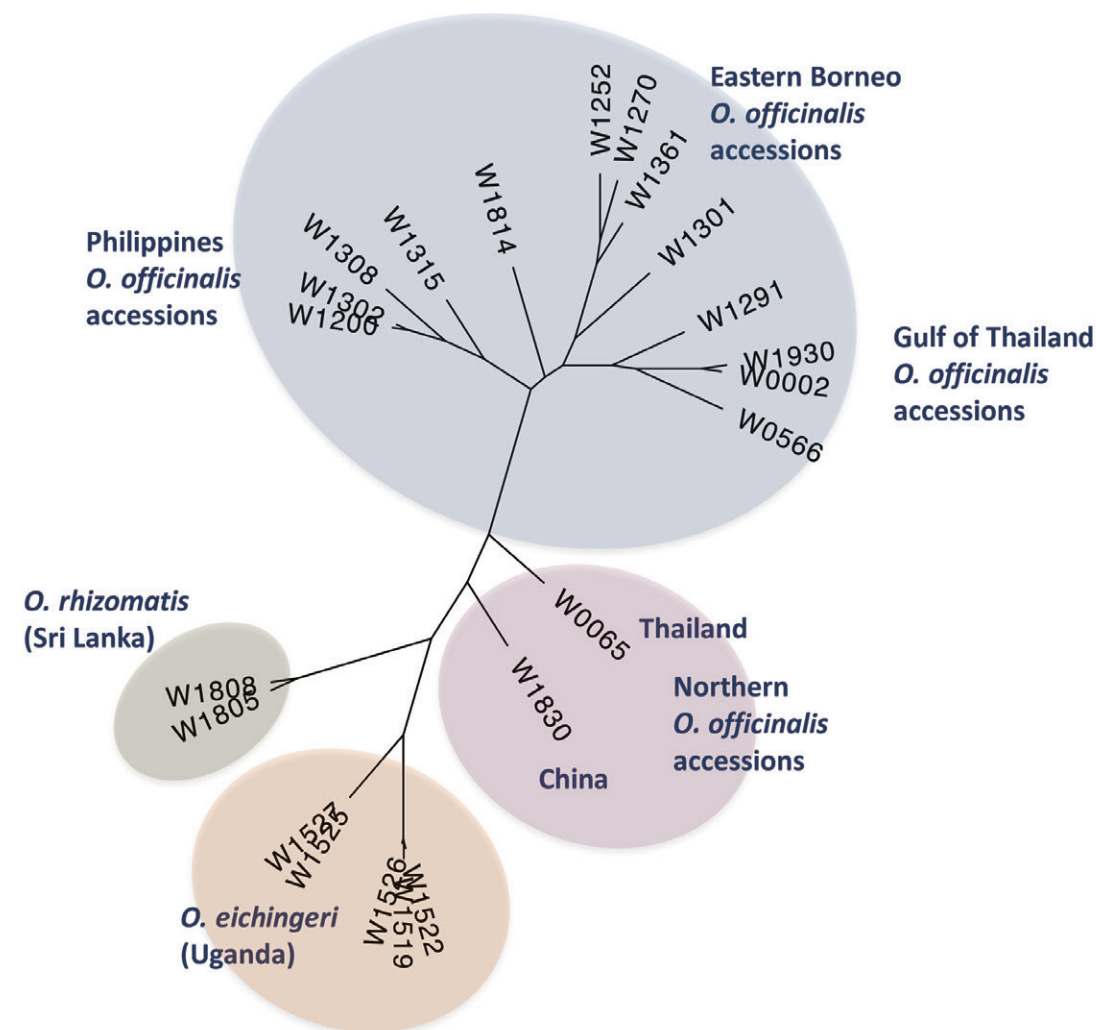 Eastern Borneo
O. officinalis
accessions
W1252
W1270
W1361
W1301
W1814
W1315
W1308
W1302
W1200
Philippines
O. officinalis
accessions
W1291
W1930
W0002
W0566
Gulf of Thailand
O. officinalis
accessions
O. rhizomatis
(Sri Lanka)
W1808
W1805
W0065
Thailand
W1830
Northern
O. officinalis
accessions
China
W1527
W1525
W1526
W1519
W1522
O. eichingeri
(Uganda)